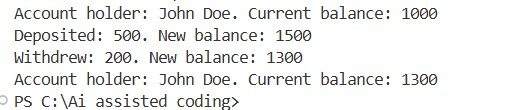 Account holder: John Doe. Current balance: 1000
Deposited: 500. New balance: 1500
Withdrew: 200. New balance: 1300
Account holder: John Doe. Current balance: 1300
PS C:\Ai assisted coding>